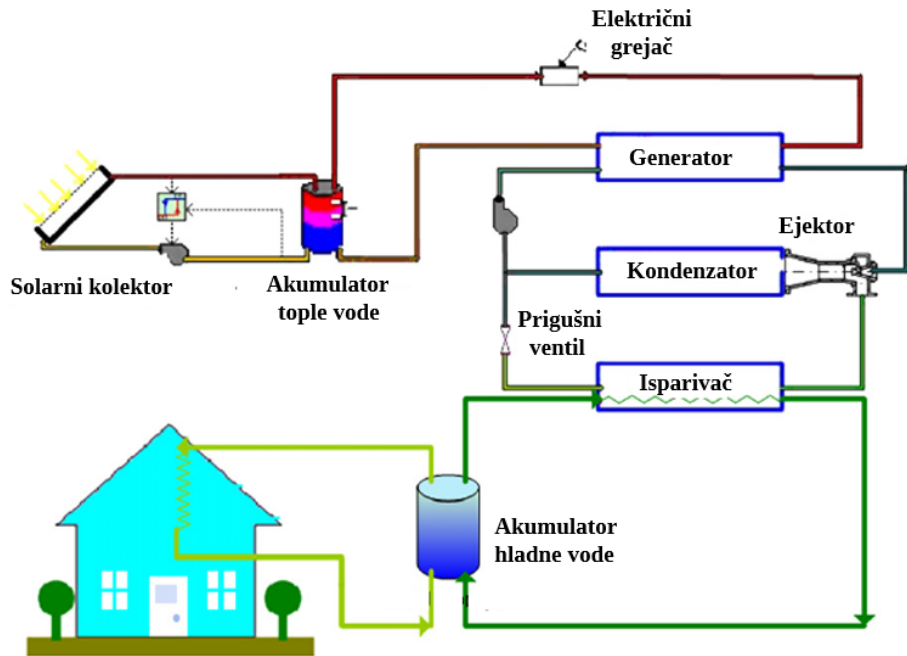 Električni
grejač
Generator
Ejektor
Solarni kolektor
Akumulator
tople vode
Kondenzator
Prigušni
ventil
Isparivač
Akumulator
hladne vode